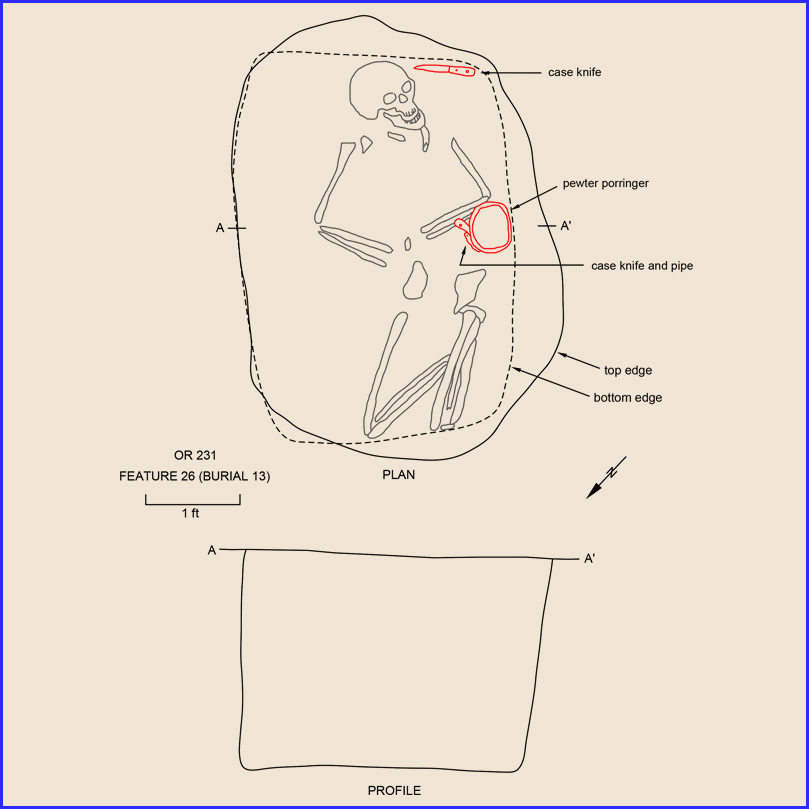 case knife
pewter porringer
A
A'
case knife and pipe
top edge
bottom edge
OR 231
FEATURE 26 (BURIAL 13)
1 ft
PLAN
N
A
A'
PROFILE